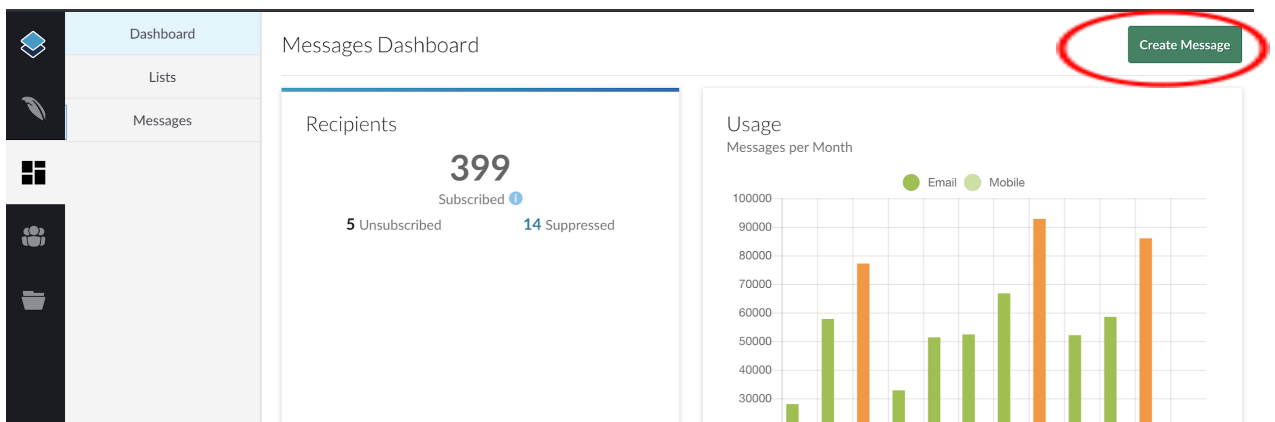 Dashboard
Lists
Messages
Messages Dashboard
Create Message
Recipients
399
Subscribed
5 Unsubscribed
14 Suppressed
Usage
Messages per Month
Email
Mobile
100000
90000
80000
70000
60000
50000
40000
30000